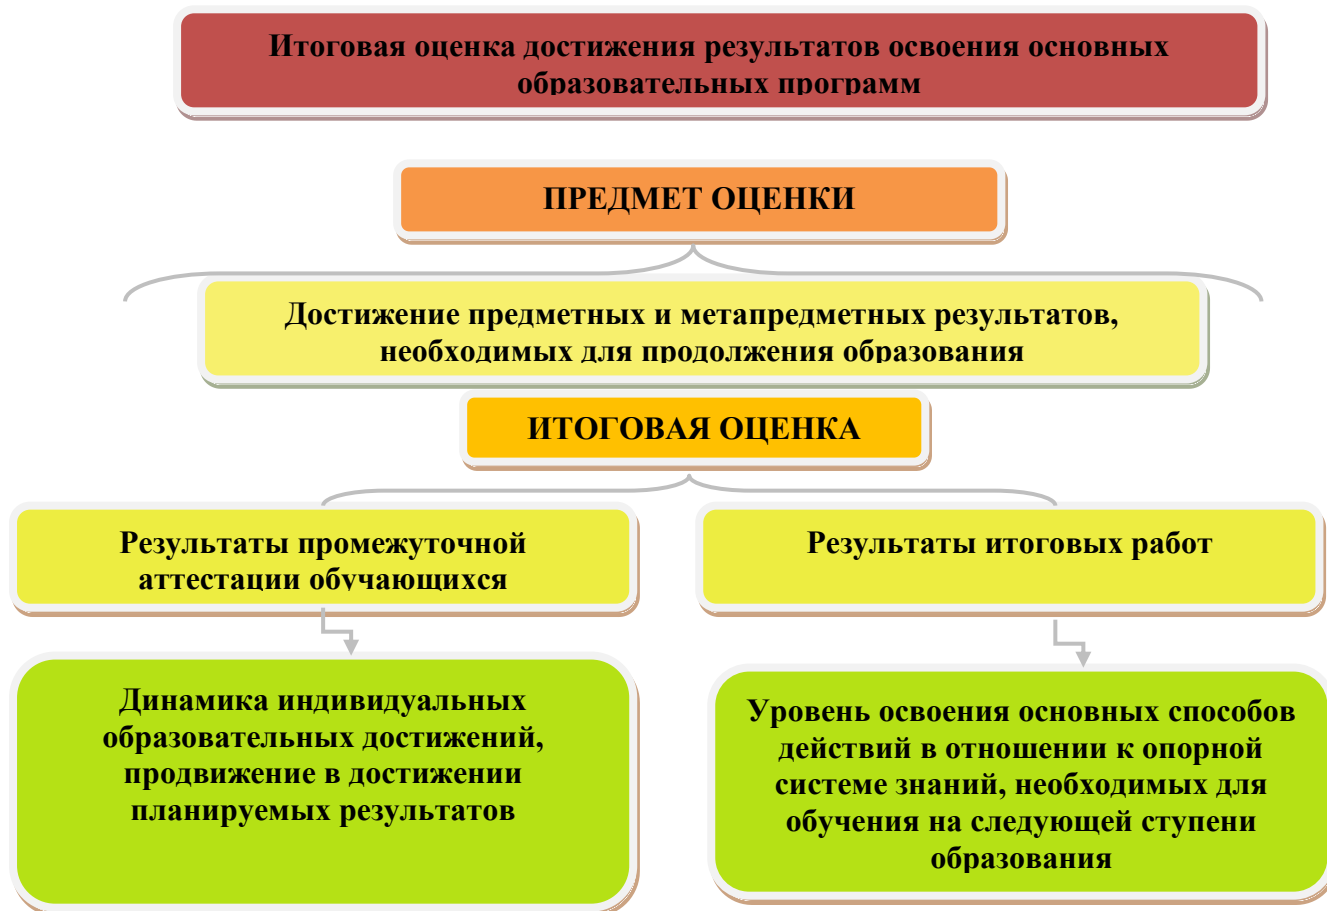 Итоговая оценка достижения результатов освоения основных
образовательных программ
ПРЕДМЕТ ОЦЕНКИ
Достижение предметных и метапредметных результатов,
необходимых для продолжения образования
ИТОГОВАЯ ОЦЕНКА
Результаты промежуточной
аттестации обучающихся
Результаты итоговых работ
Динамика индивидуальных
образовательных достижений,
продвижение в достижении
планируемых результатов
Уровень освоения основных способов
действий в отношении к опорной
системе знаний, необходимых для
обучения на следующей ступени
образования